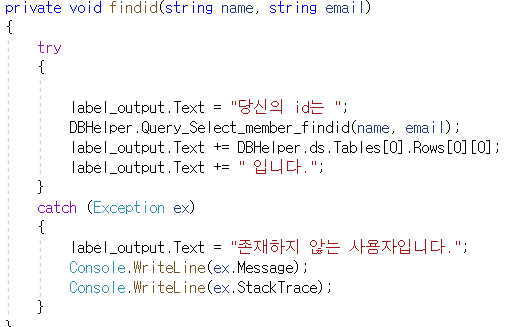 private void findid(string name, string email)
{
try
{
label_output.Text = "당신의 id는 ";
DBHelper.Query_Select_member_findid(name, email);
label_output.Text += DBHelper.ds.Tables[0].Rows[0][0];
label_output.Text += " 입니다.";
}
catch (Exception ex)
{
label_output.Text = "존재하지 않는 사용자입니다.";
Console.WriteLine(ex.Message);
Console.WriteLine(ex.StackTrace);
}
}